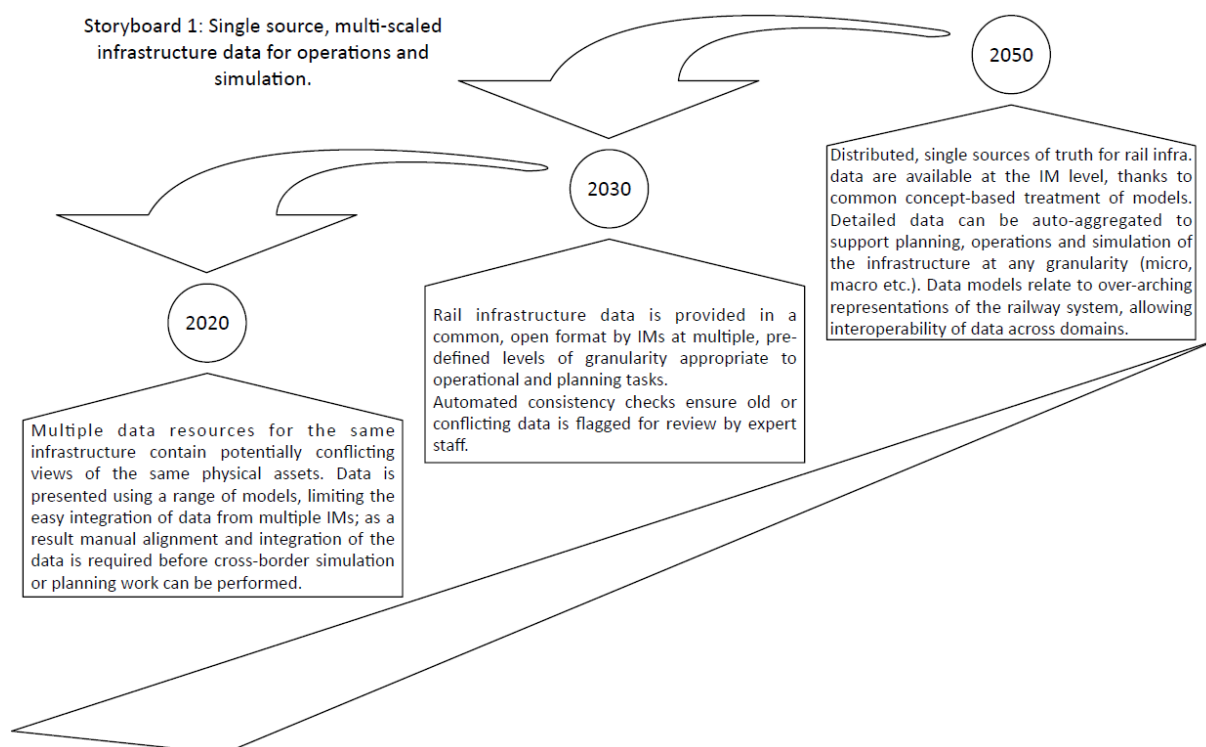 Storyboard 1: Single source, multi-scaled
infrastructure data for operations and
simulation.
2050
Distributed, single sources of truth for rail infra.
data are available at the IM level, thanks to
common concept-based treatment of models.
Detailed data can be auto-aggregated to
support planning, operations and simulation of
the infrastructure at any granularity (micro,
macro etc.). Data models relate to over-arching
representations of the railway system, allowing
interoperability of data across domains.
2030
Rail infrastructure data is provided in a
common, open format by IMs at multiple, pre-
defined levels of granularity appropriate to
operational and planning tasks.
Automated consistency checks ensure old or
conflicting data is flagged for review by expert
staff.
2020
Multiple data resources for the same
infrastructure contain potentially conflicting
views of the same physical assets. Data is
presented using a range of models, limiting the
easy integration of data from multiple IMs; as a
result manual alignment and integration of the
data is required before cross-border simulation
or planning work can be performed.